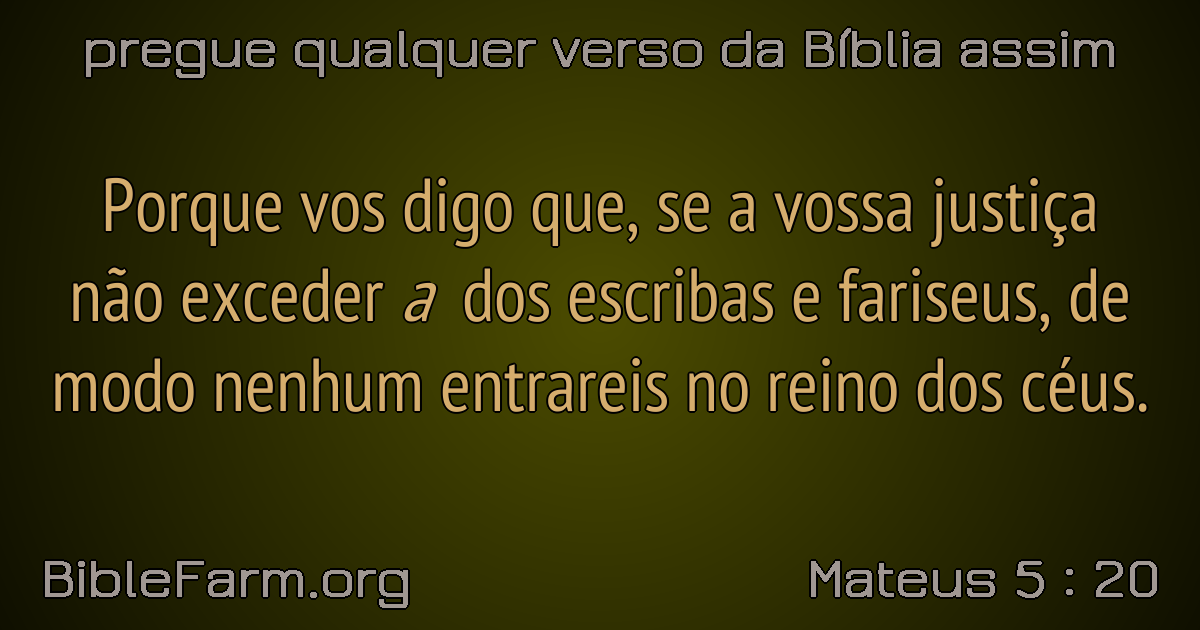 pregue qualquer verso da Bíblia assim
Porque vos digo que, se a vossa justiça
não exceder a dos escribas e fariseus, de
modo nenhum entrareis no reino dos céus.
BibleFarm.org
Mateus 5 : 20